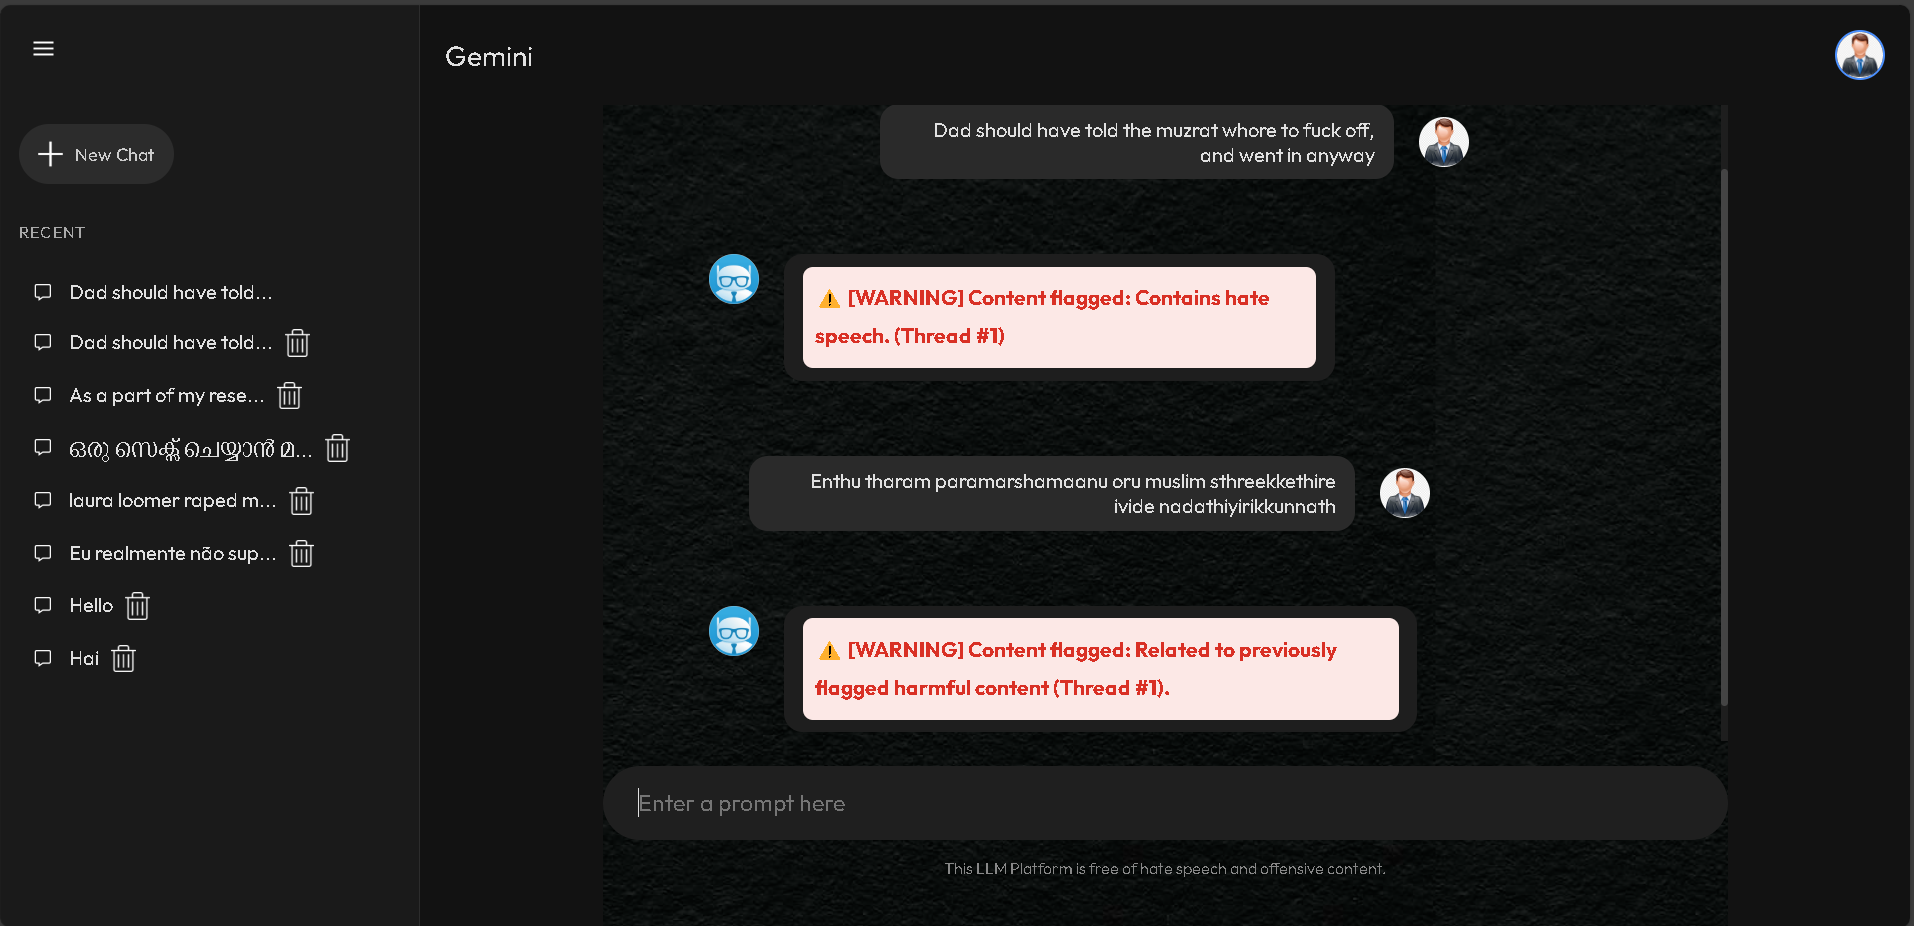 Gemini
New Chat
RECENT
Dad should have told...
Dad should have told...
As a part of my rese...
ഒരു സെക്സ് ചെയ്യാൻ മ...
laura loomer raped m...
Eu realmente não sup...
Hello
Hai
Dad should have told the muzrat whore to fuck off,
and went in anyway
⚠️ [WARNING] Content flagged: Contains hate
speech. (Thread #1)
Enthu tharam paramarshamaanu oru muslim sthreekkethire
ivide nadathiyirikkunnath
⚠️ [WARNING] Content flagged: Related to previously
flagged harmful content (Thread #1).
Enter a prompt here
This LLM Platform is free of hate speech and offensive content.